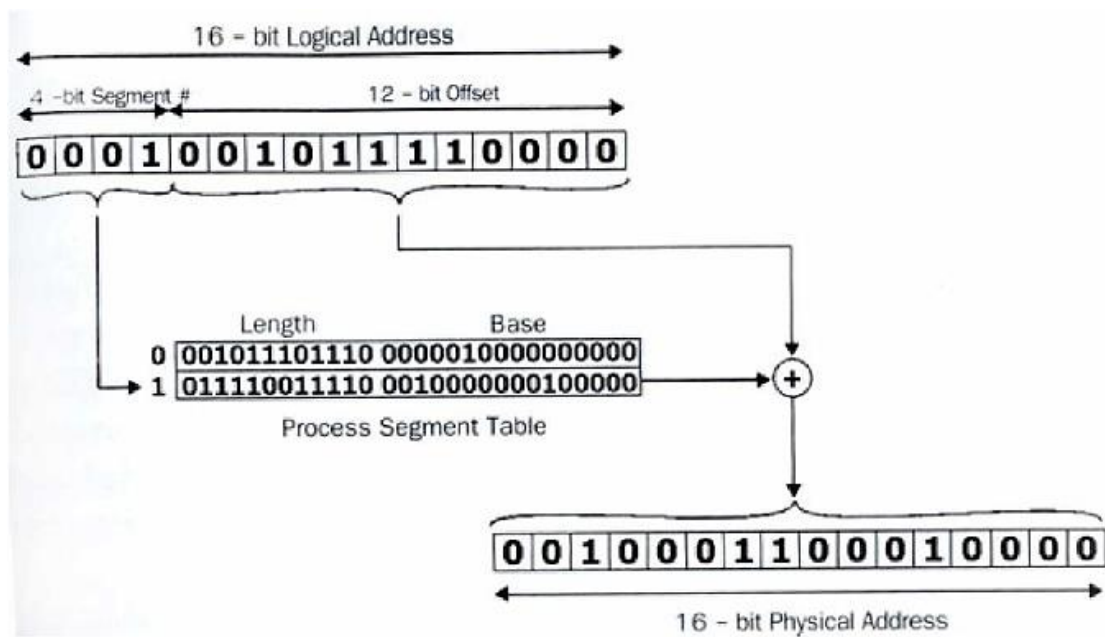 16 - bit Logical Address
4 -bit Segment # 12 - bit Offset
0 0 0 1 0 0 1 0 1 1 1 1 0 0 0 0
Length Base
0 001011101110 0000010000000000
1 011110011110 0010000000100000
+
Process Segment Table
0 0 1 0 0 0 1 1 0 0 0 1 0 0 0 0
16 - bit Physical Address